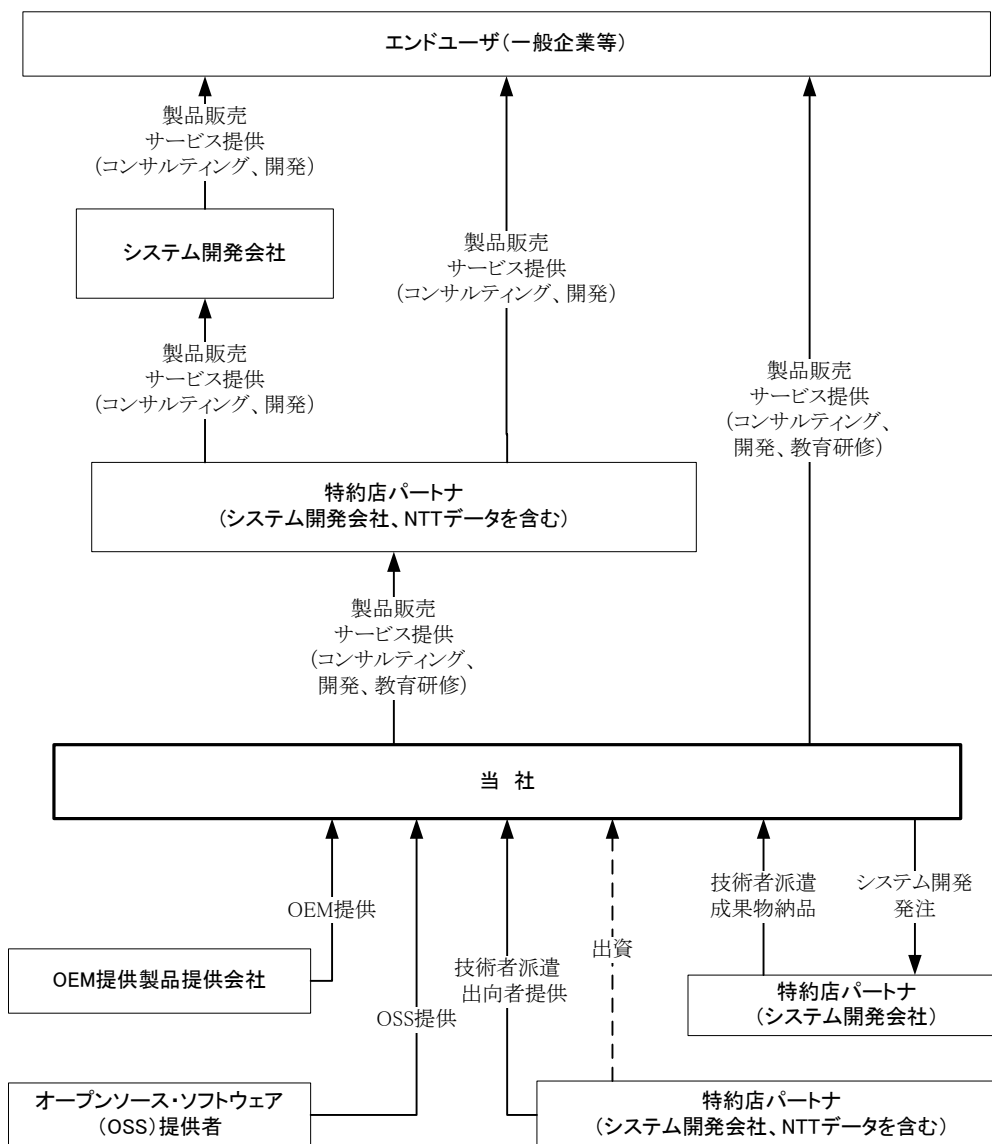 エンドユーザ(一般企業等)
製品販売
サービス提供
(コンサルティング、開発)
システム開発会社
製品販売
サービス提供
(コンサルティング、開発)
製品販売
サービス提供
(コンサルティング、開発)
製品販売
サービス提供
(コンサルティング、
開発、教育研修)
特約店パートナ
(システム開発会社、NTTデータを含む)
製品販売
サービス提供
(コンサルティング、
開発、教育研修)
当 社
OEM提供
OSS提供
技術者派遣
出向者提供
出資
技術者派遣
成果物納品
システム開発
発注
OEM提供製品提供会社
特約店パートナ
(システム開発会社)
オープンソース・ソフトウェア
(OSS)提供者
特約店パートナ
(システム開発会社、NTTデータを含む)